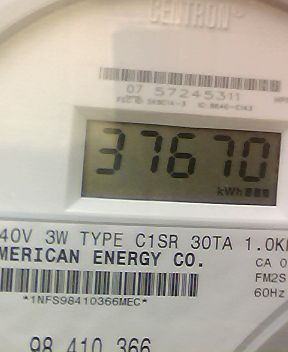 CENTRON®
07 57245311
37670
kWh
40V 3W TYPE C1SR 30TA 1.0K
MERICAN ENERGY CO.
CA 0
FM2S
60Hz
*1NFS98410366MEC*
98 410 366